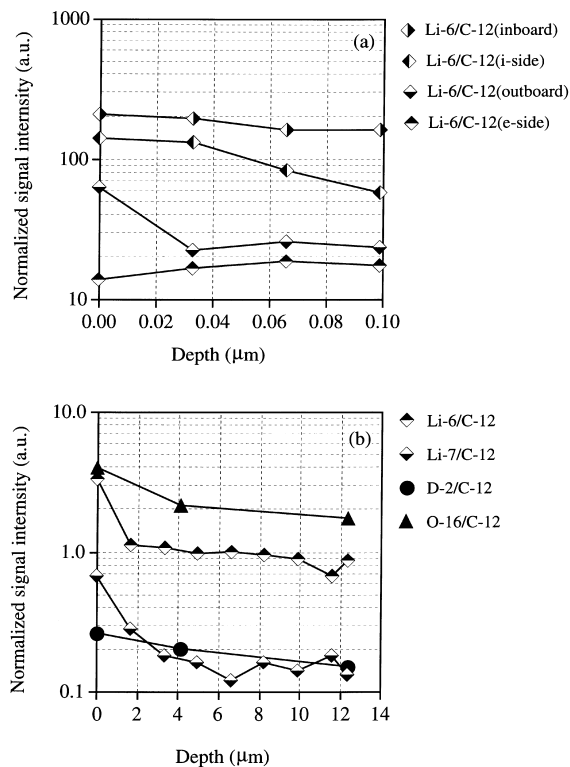 1000
(a)
100
10
0.00 0.02 0.04 0.06 0.08 0.10
Depth (μm)
Normalized signal internsity (a.u.)
Li-6/C-12(inboard)
Li-6/C-12(i-side)
Li-6/C-12(outboard)
Li-6/C-12(e-side)
10.0
(b)
1.0
0.1
0 2 4 6 8 10 12 14
Depth (μm)
Normalized signal interнsity (a.u.)
Li-6/C-12
Li-7/C-12
D-2/C-12
O-16/C-12